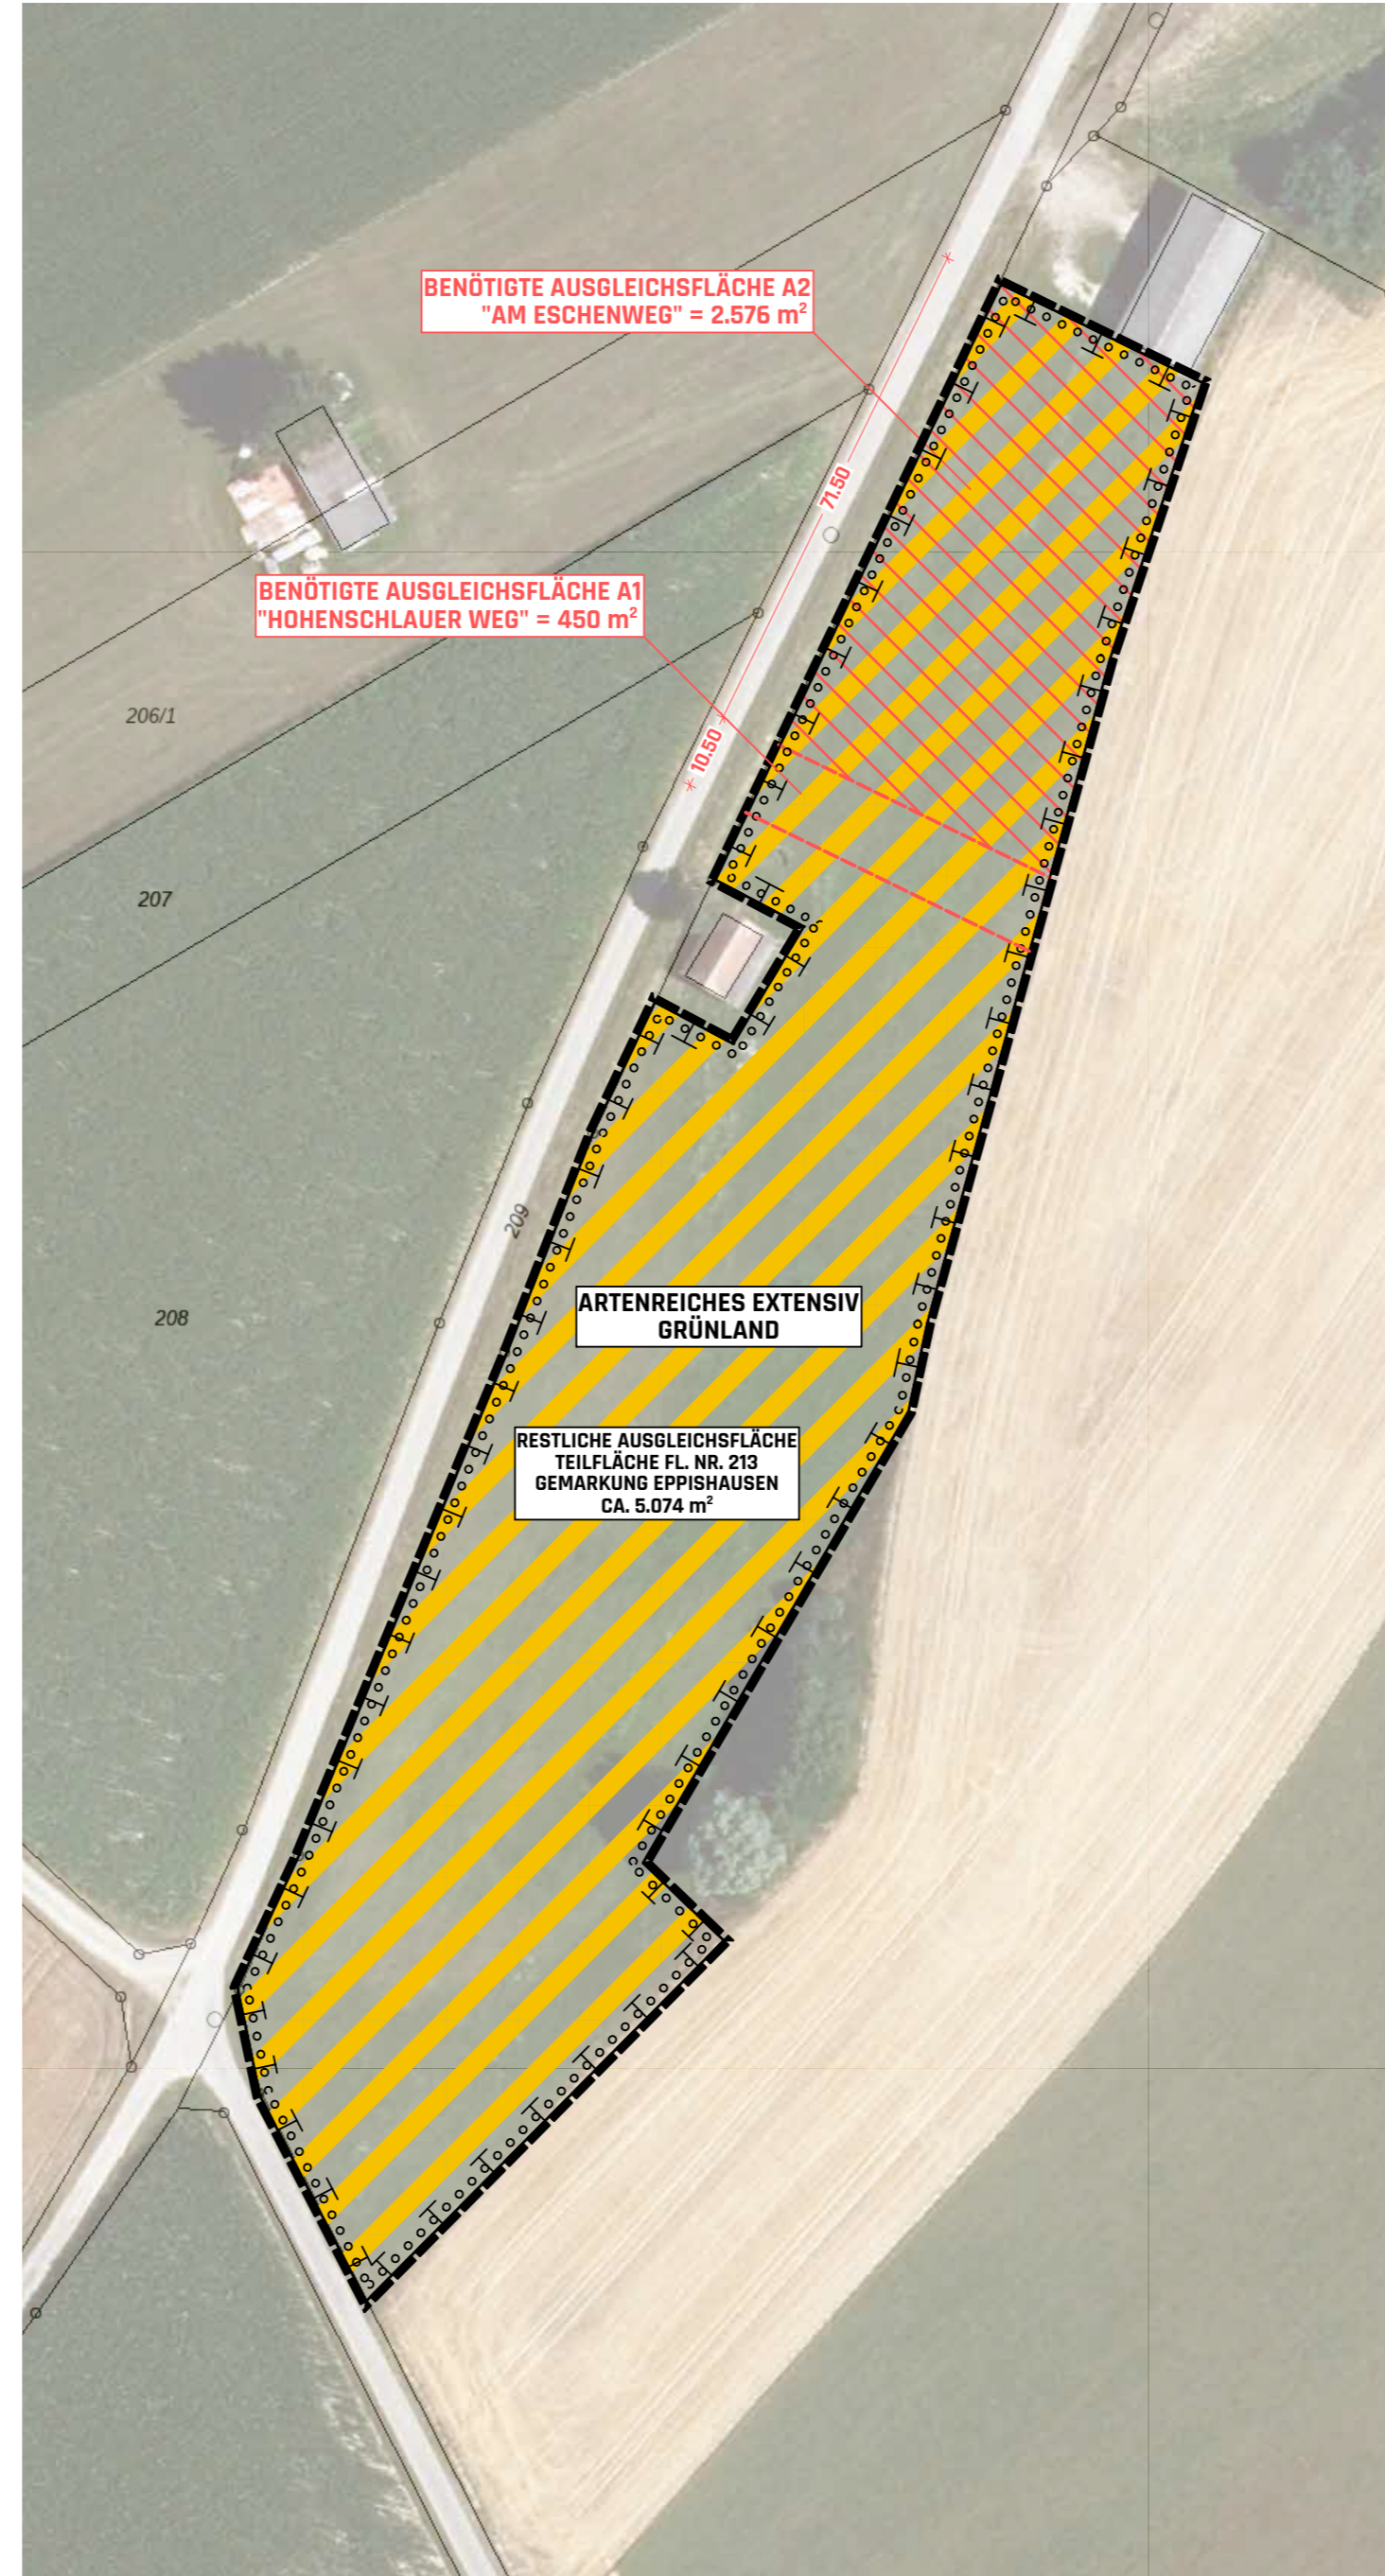 BENÖTIGTE AUSGLEICHSFLÄCHE A2
"AM ESCHENWEG" = 2.576 m²
71.50
BENÖTIGTE AUSGLEICHSFLÄCHE A1
"HOHENSCHLAUER WEG" = 450 m²
206/1
10.50
207
209
208
ARTENREICHES EXTENSIV
GRÜNLAND
RESTLICHE AUSGLEICHSFLÄCHE
TEILFLÄCHE FL. NR. 213
GEMARKUNG EPPISHAUSEN
CA. 5.074 m²